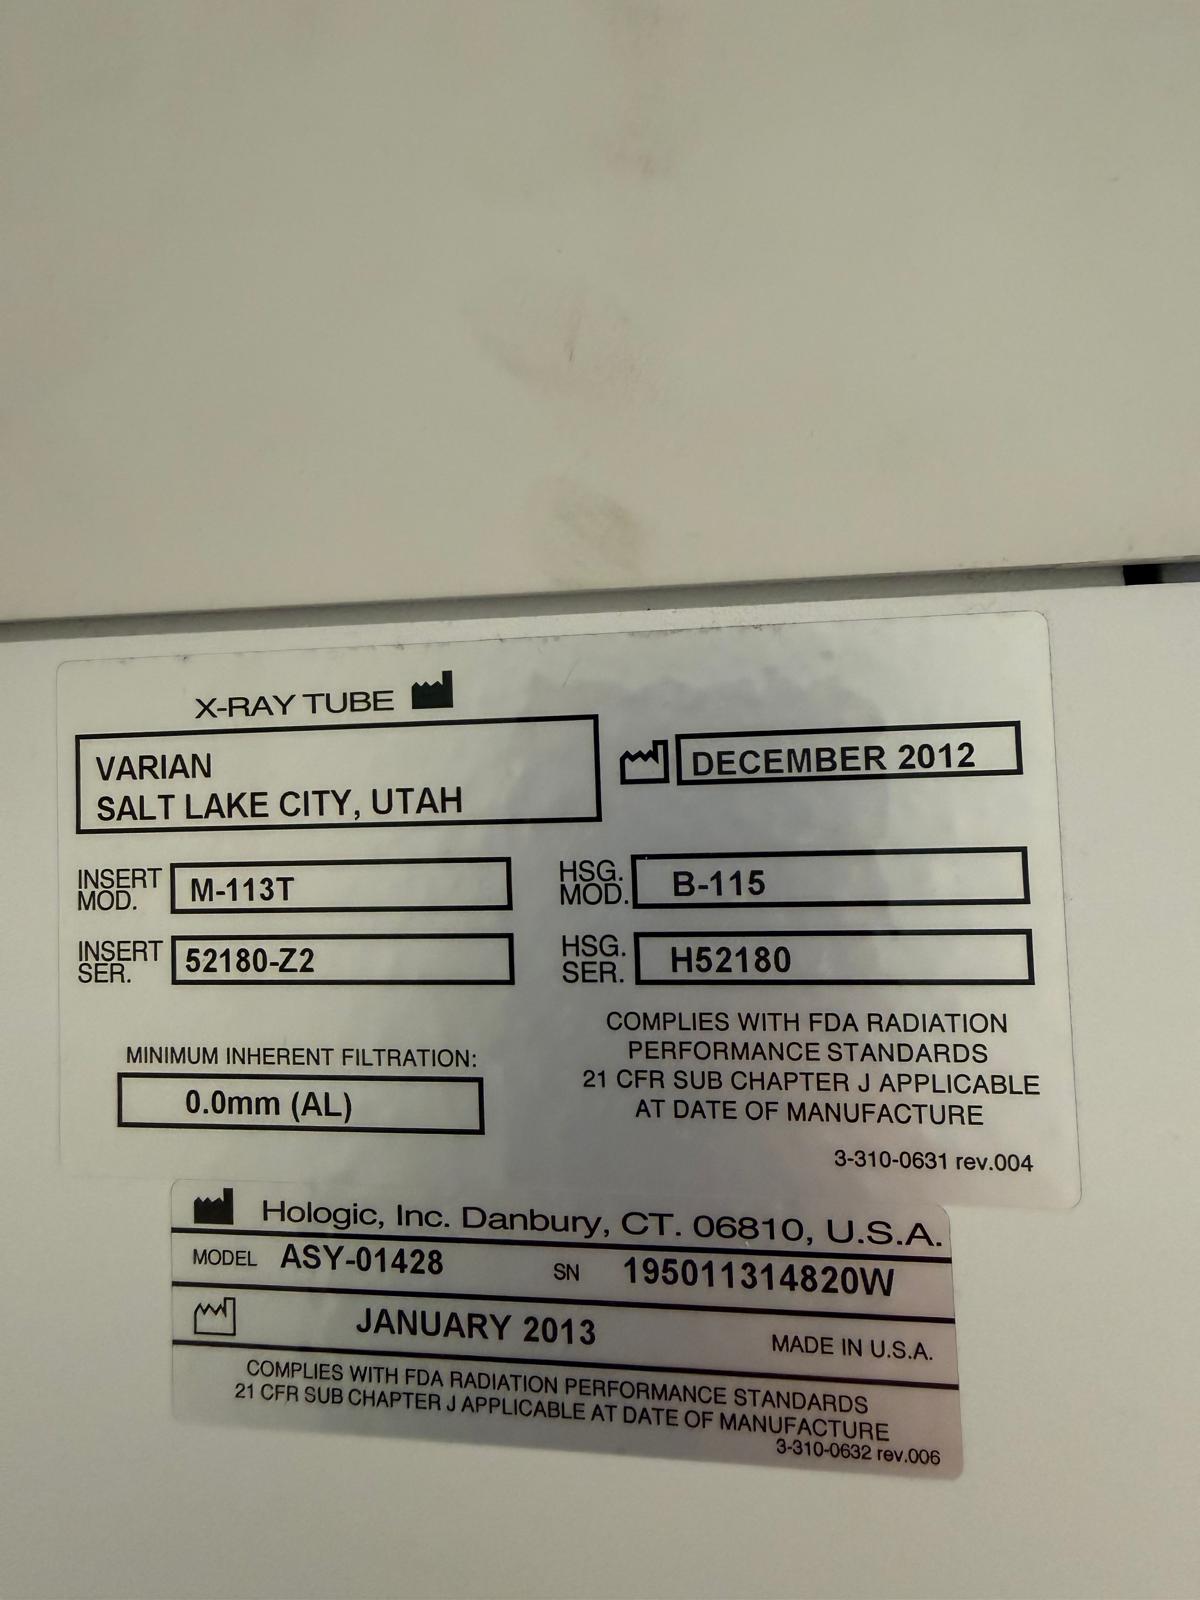 X-RAY TUBE
VARIAN
SALT LAKE CITY, UTAH
DECEMBER 2012
INSERT MOD. M-113T
HSG. MOD. B-115
INSERT SER. 52180-Z2
HSG. SER. H52180
MINIMUM INHERENT FILTRATION:
0.0mm (AL)
COMPLIES WITH FDA RADIATION
PERFORMANCE STANDARDS
21 CFR SUB CHAPTER J APPLICABLE
AT DATE OF MANUFACTURE
3-310-0631 rev.004
Hologic, Inc. Danbury, CT. 06810, U.S.A.
MODEL ASY-01428 SN 195011314820W
JANUARY 2013 MADE IN U.S.A.
COMPLIES WITH FDA RADIATION PERFORMANCE STANDARDS
21 CFR SUB CHAPTER J APPLICABLE AT DATE OF MANUFACTURE
3-310-0632 rev.006